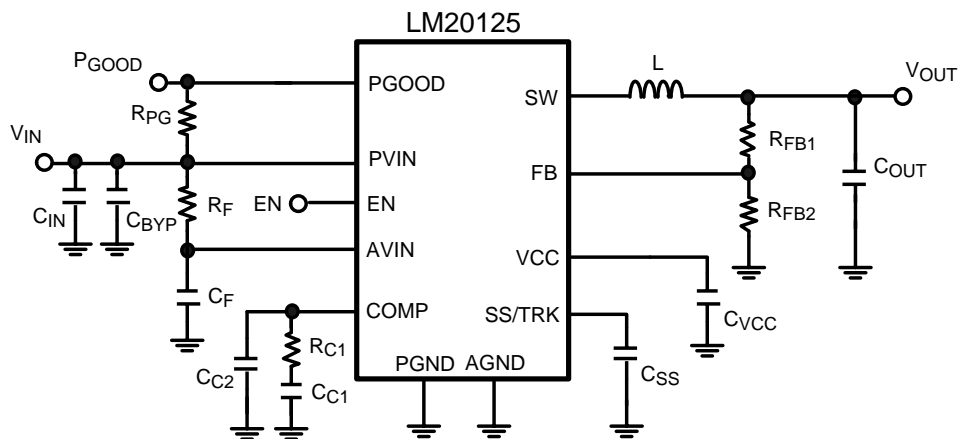 LM20125
PGOOD
RPG
VIN
CIN
CBYP
RF
EN
CF
CC2
RC1
CC1
PGOOD
PVIN
EN
AVIN
COMP
PGND
AGND
SW
FB
VCC
SS/TRK
L
VOUT
RFB1
RFB2
COUT
CVCC
CSS